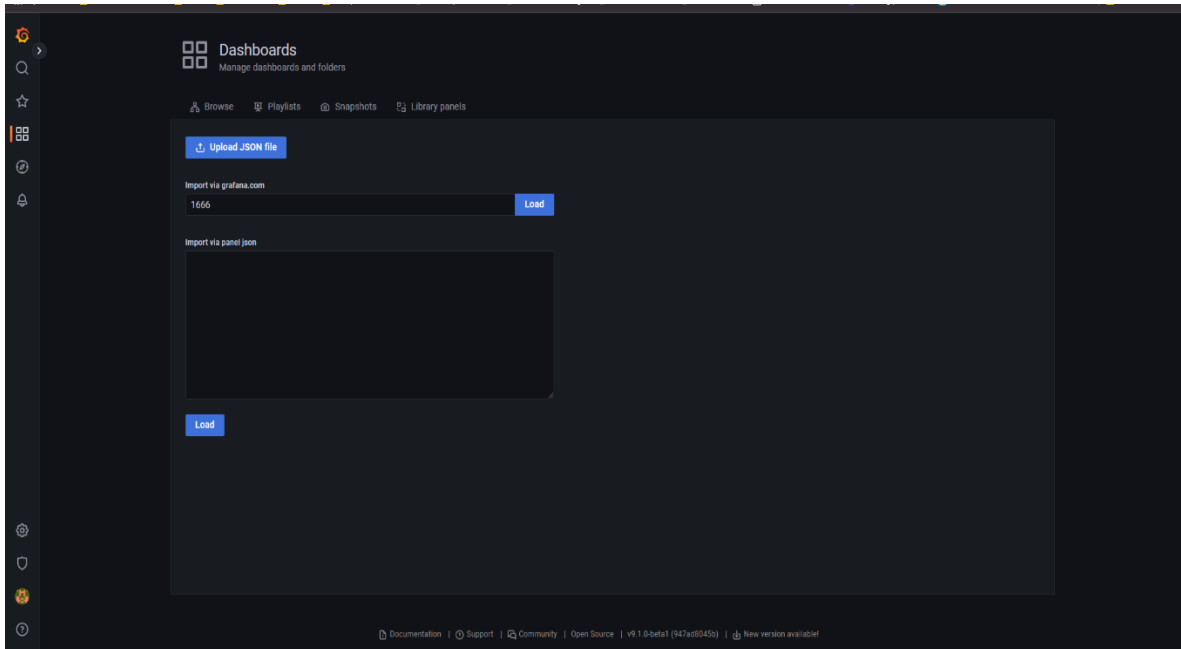 Dashboards
Manage dashboards and folders
Browse Playlists Snapshots Library panels
Upload JSON file
Import via grafana.com
1666 Load
Import via panel json
Load
Documentation | Support | Community | Open Source | v9.1.0-beta1 (947ad8045b) | New version available!